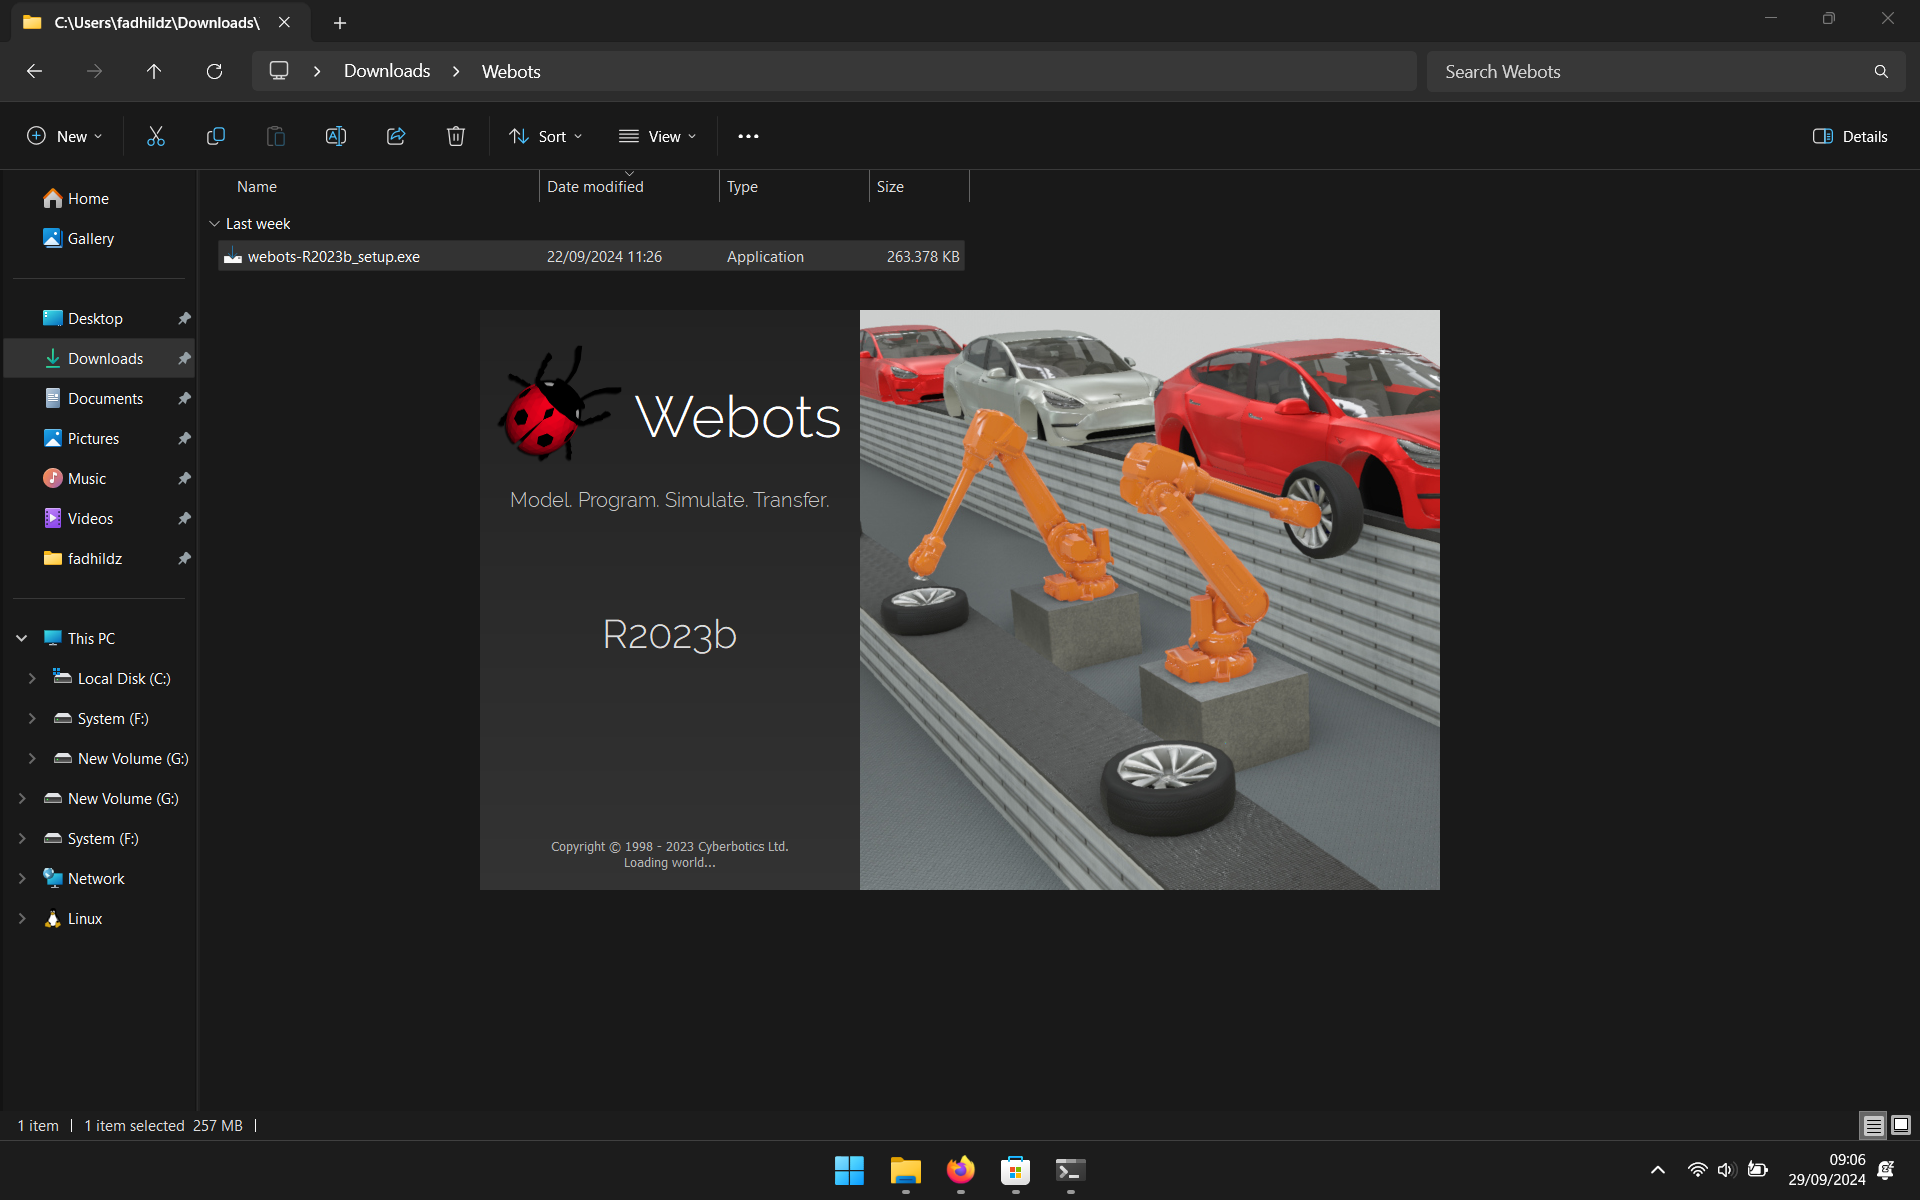 C:\Users\fadhildz\Downloads\
Downloads
Webots
Search Webots
New
Sort
View
Details
Name
Date modified
Type
Size
Last week
webots-R2023b_setup.exe
22/09/2024 11:26
Application
263.378 KB
Home
Gallery
Desktop
Downloads
Documents
Pictures
Music
Videos
fadhildz
This PC
Local Disk (C:)
System (F:)
New Volume (G:)
New Volume (G:)
System (F:)
Network
Linux
Webots
Model. Program. Simulate. Transfer.
R2023b
Copyright © 1998 - 2023 Cyberbotics Ltd.
Loading world...
1 item
1 item selected 257 MB
09:06
29/09/2024